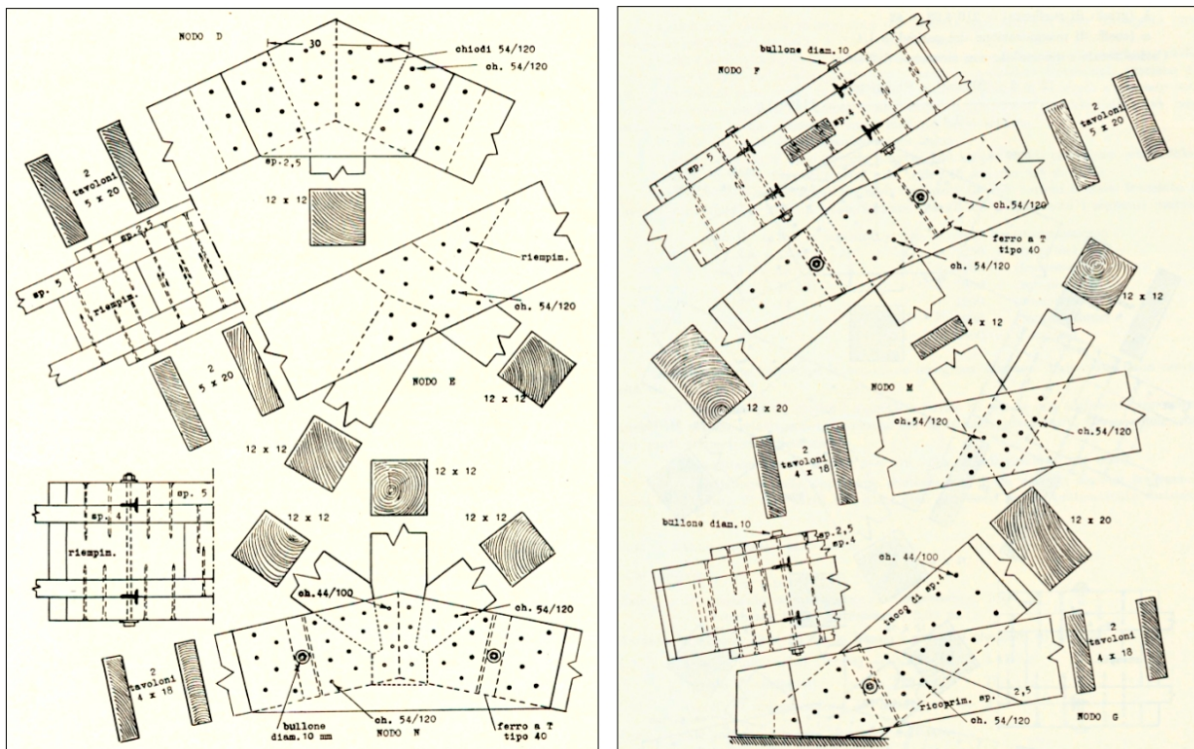 NODO D
30
chiodi 54/120
ch. 54/120
sp.2,5
2
tavoloni
5 x 20
12 x 12
sp.2,5
sp. 5
riempim.
riempim.
ch. 54/120
2
5 x 20
NODO E
12 x 12
12 x 12
12 x 12
sp. 5
sp. 4
riempim.
12 x 12
12 x 12
ch.44/100
ch. 54/120
2
tavoloni
4 x 18
bullone
diam.10 mm
ch. 54/120
NODO N
ferro a T
tipo 40
bullone diam.10
NODO F
sp.4
sp. 5
2
tavoloni
5 x 20
ch.54/120
ferro a T
tipo 40
ch. 54/120
12 x 12
4 x 12
12 x 20
NODO M
ch.54/120
ch.54/120
2
tavoloni
4 x 18
bullone diam.10
sp.2,5
sp.4
12 x 20
ch. 44/100
tacco di sp.4
2
tavoloni
4 x 18
ricoprim. sp. 2,5
ch. 54/120
NODO G